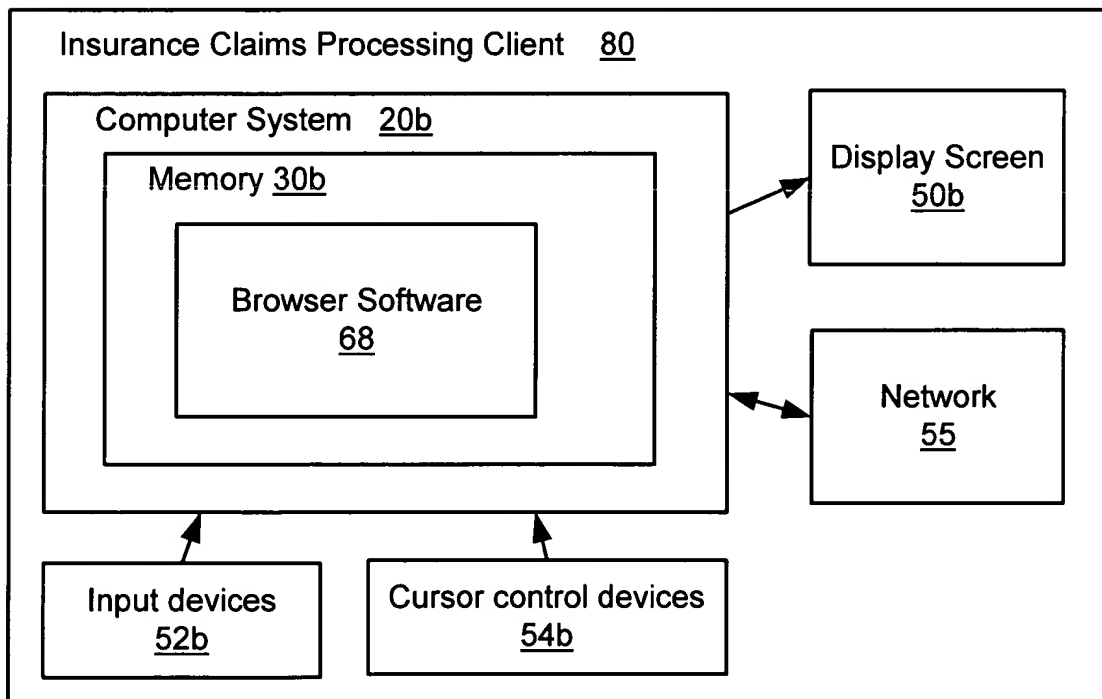 Insurance Claims Processing Client 80
Computer System 20b
Memory 30b
Browser Software
68
Display Screen
50b
Network
55
Input devices
52b
Cursor control devices
54b